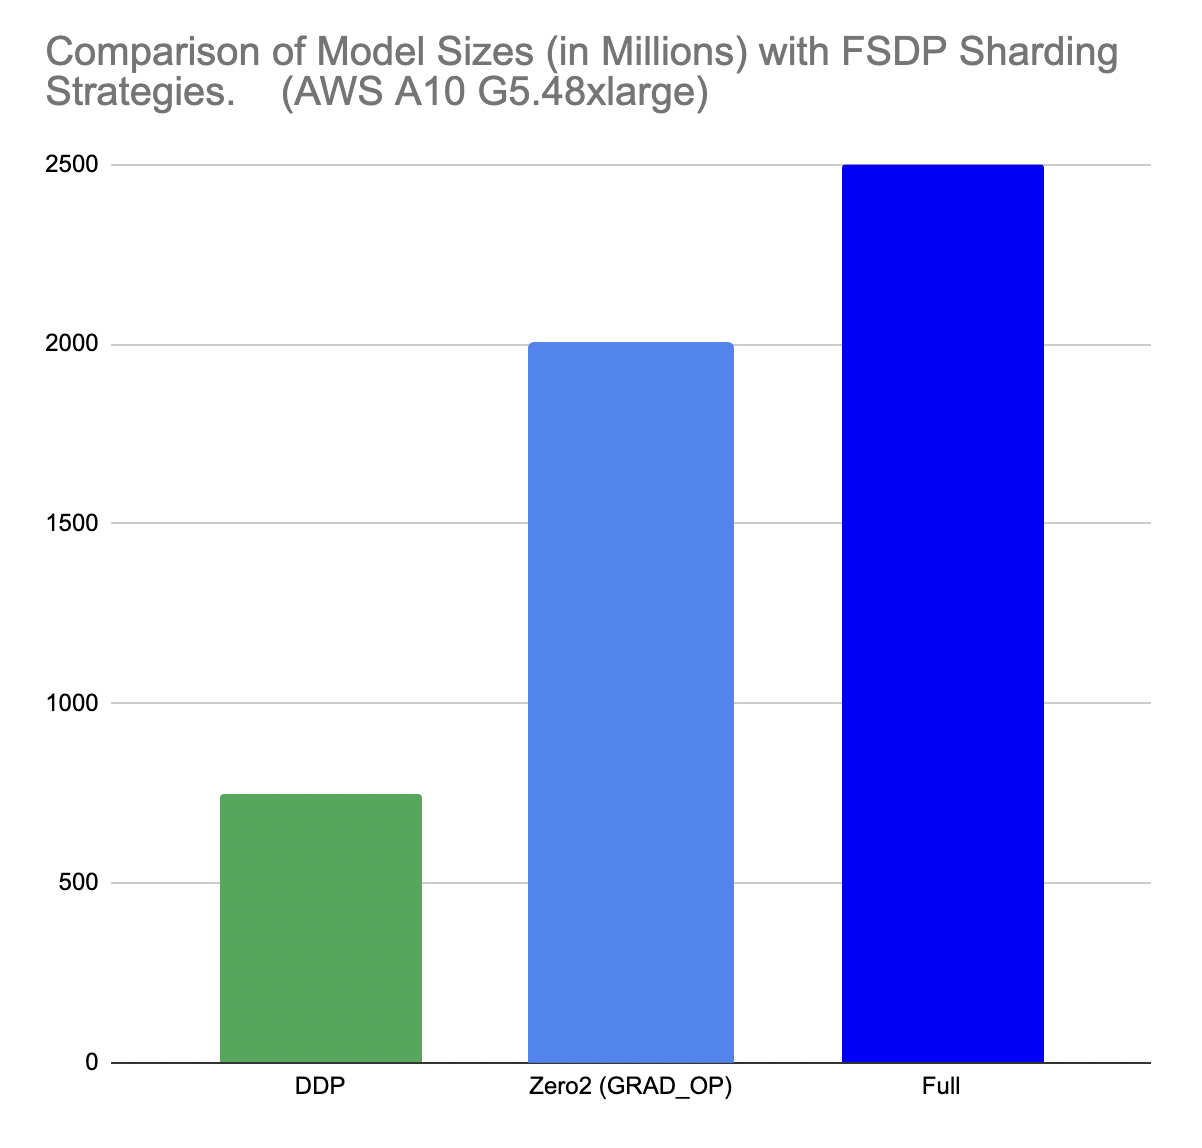 Comparison of Model Sizes (in Millions) with FSDP Sharding
Strategies. (AWS A10 G5.48xlarge)
2500
2000
1500
1000
500
0
DDP
Zero2 (GRAD_OP)
Full